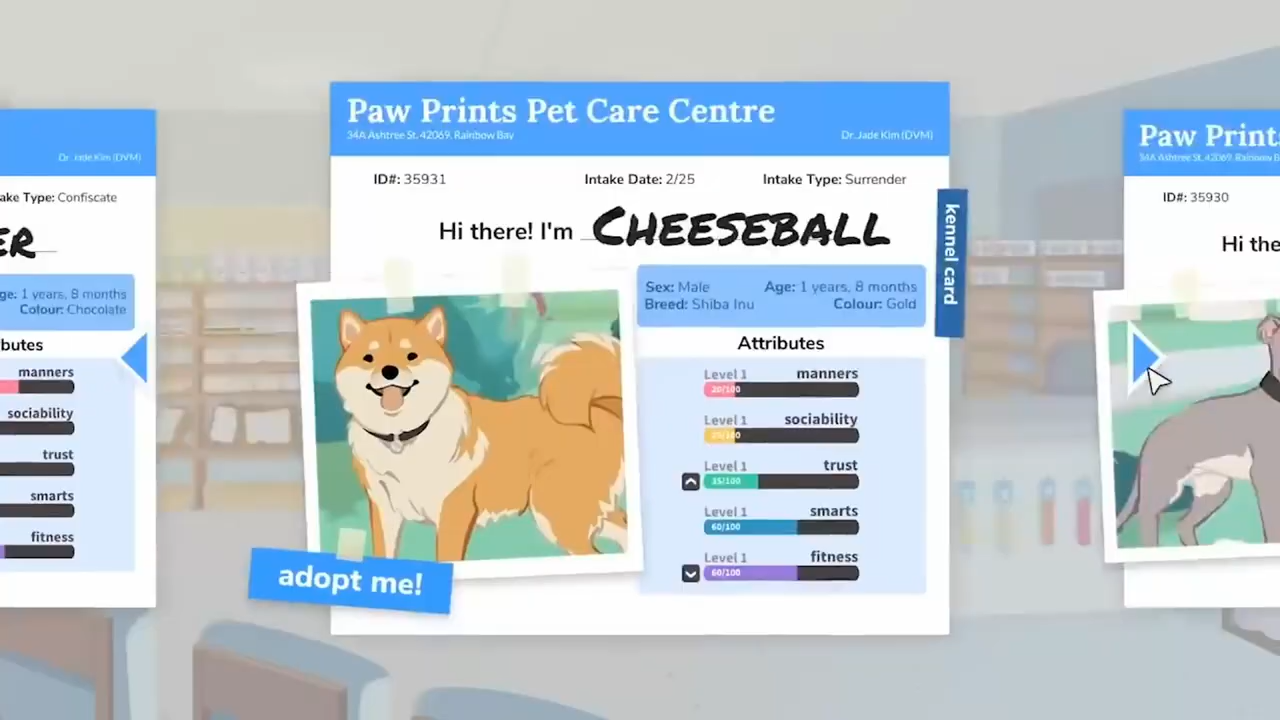 Dr. Jade Kim (DVM)
ake Type: Confiscate
ER
ge: 1 years, 8 months
Colour: Chocolate
butes
manners
sociability
trust
smarts
fitness
Paw Prints Pet Care Centre
34A Ashtree St, 42069, Rainbow Bay
Dr. Jade Kim (DVM)
ID#: 35931
Intake Date: 2/25
Intake Type: Surrender
Hi there! I'm CHEESEBALL
kennel card
Sex: Male
Age: 1 years, 8 months
Breed: Shiba Inu
Colour: Gold
Attributes
Level 1 manners
20/100
Level 1 sociability
20/100
Level 1 trust
35/100
Level 1 smarts
60/100
Level 1 fitness
60/100
adopt me!
Paw Prints
34A Ashtree St, 42069, Rainbow B
ID#: 35930
Hi the